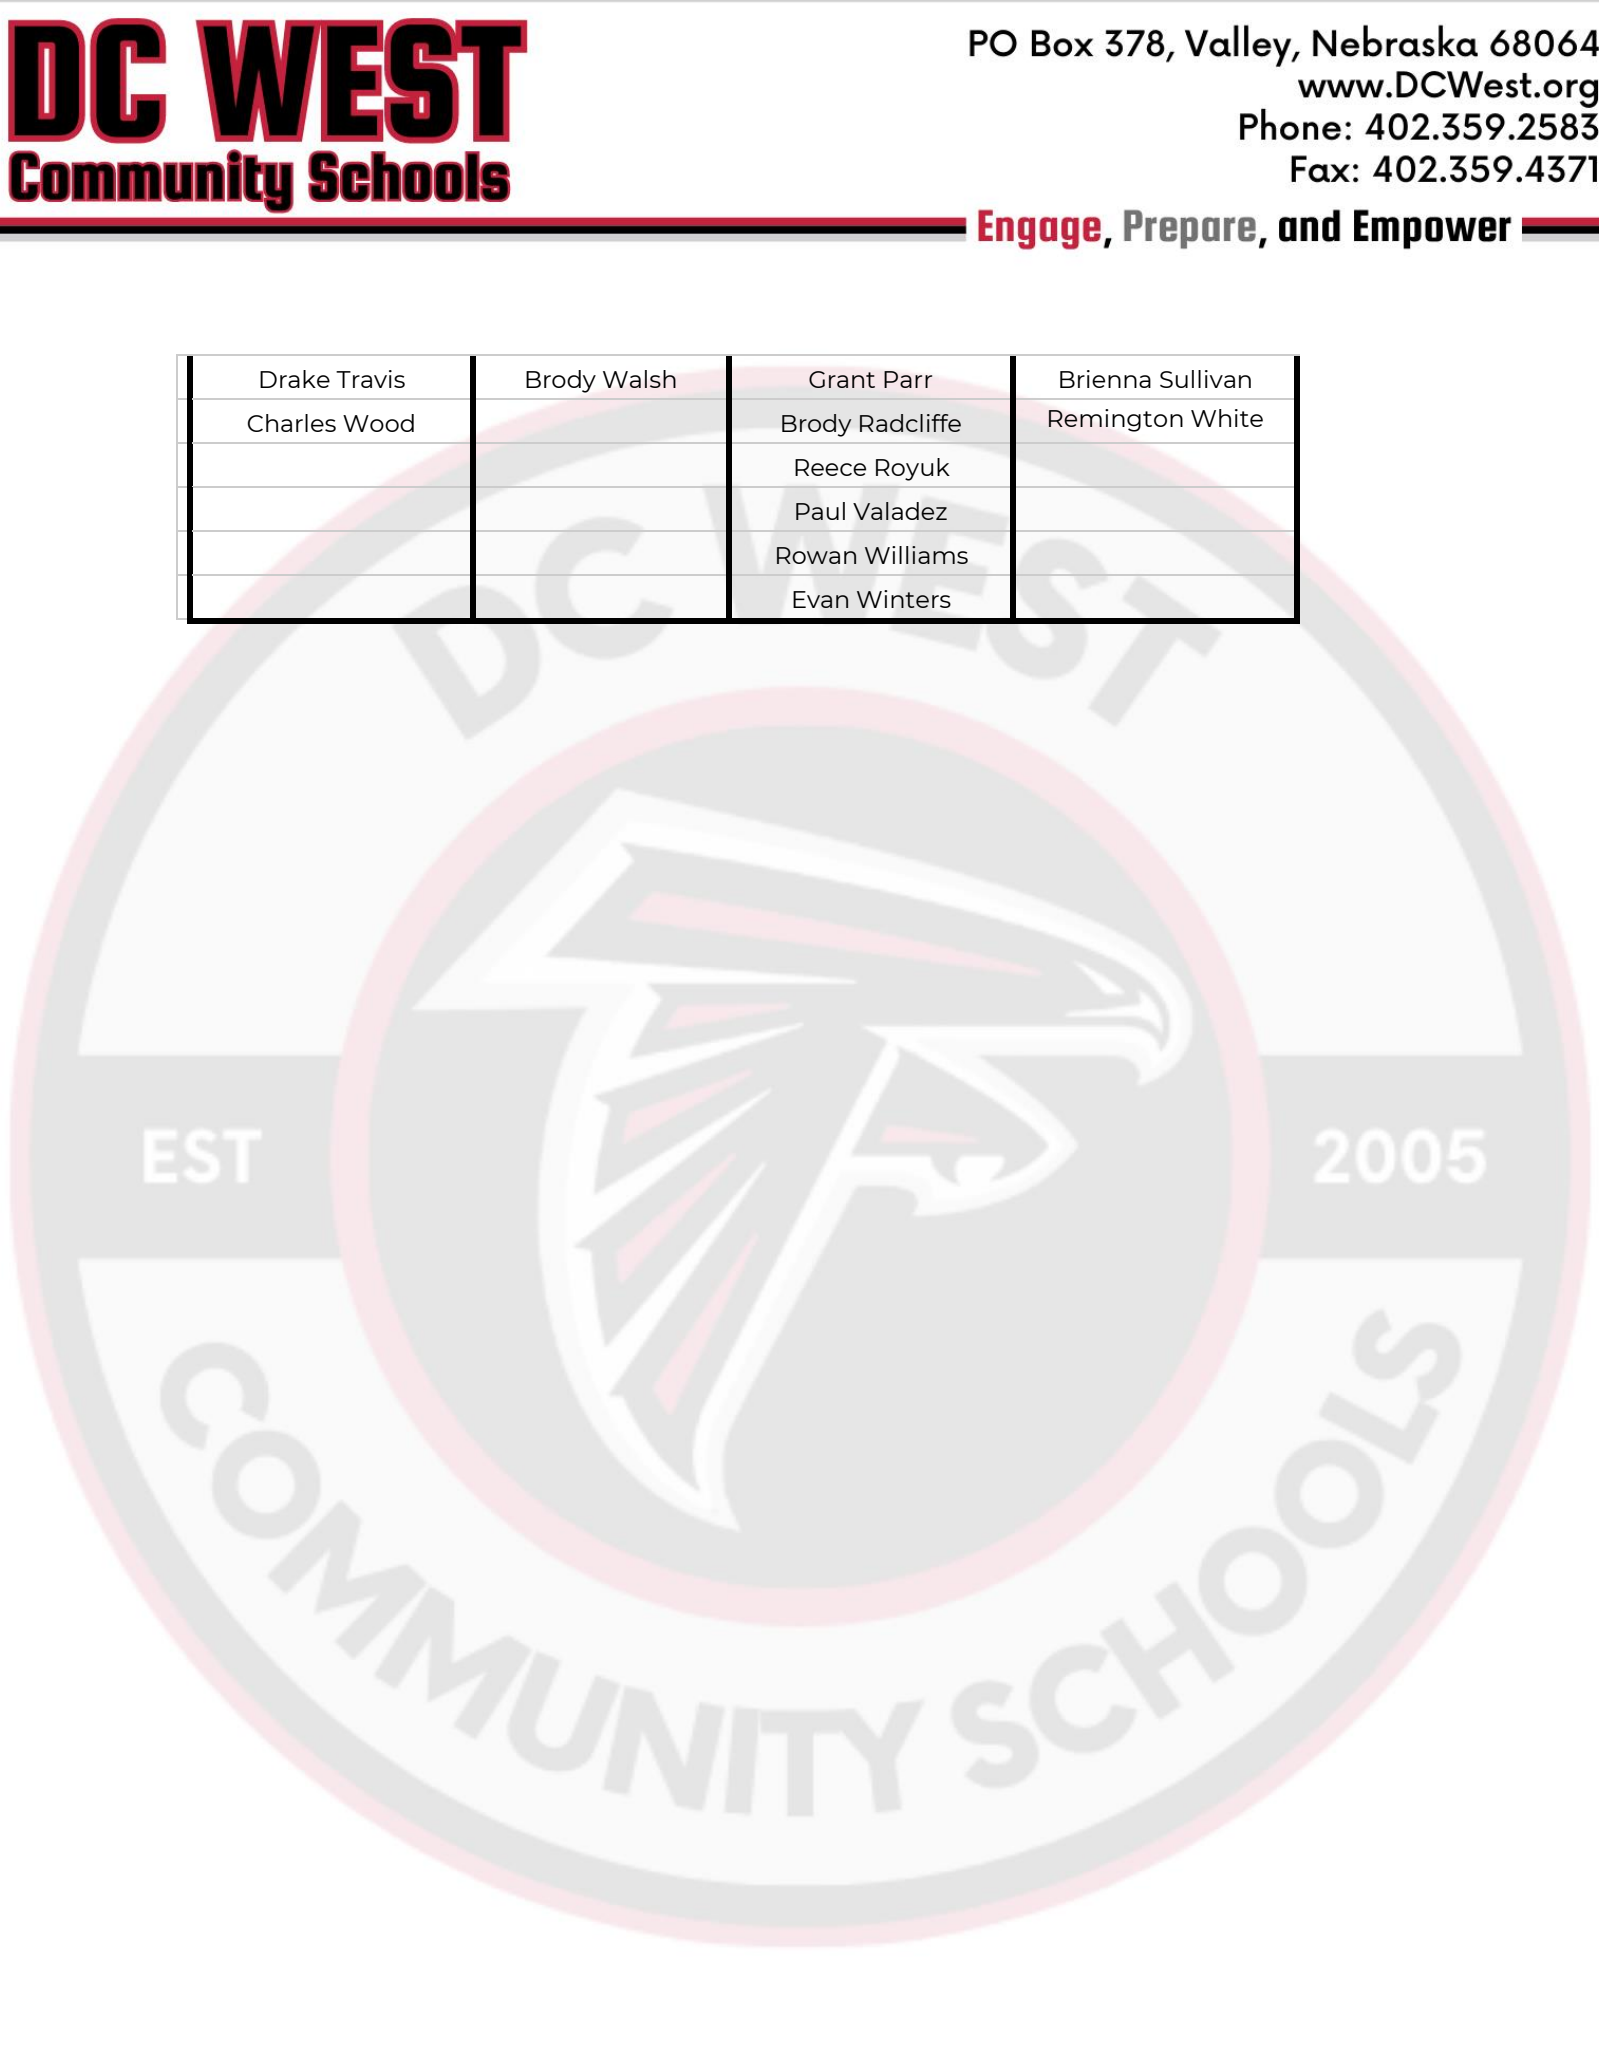 DC WEST
Community Schools
PO Box 378, Valley, Nebraska 68064
www.DCWest.org
Phone: 402.359.2583
Fax: 402.359.4371
Engage, Prepare, and Empower
Drake Travis Brody Walsh Grant Parr Brienna Sullivan
Charles Wood Brody Radcliffe Remington White
Reece Royuk
Paul Valadez
Rowan Williams
Evan Winters
DC WEST
EST 2005
COMMUNITY SCHOOLS